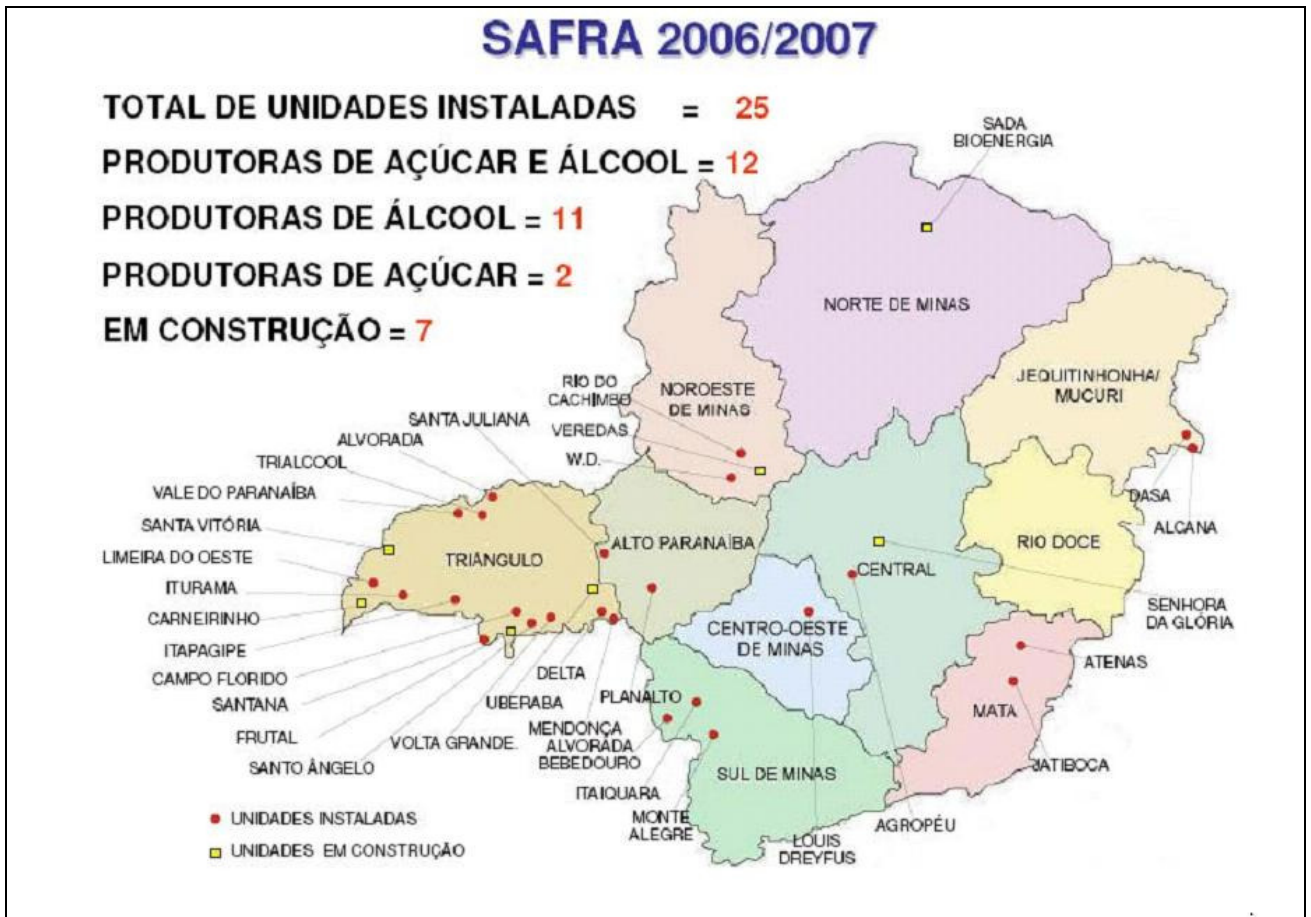 SAFRA 2006/2007
TOTAL DE UNIDADES INSTALADAS = 25
PRODUTORAS DE AÇÚCAR E ÁLCOOL = 12
PRODUTORAS DE ÁLCOOL = 11
PRODUTORAS DE AÇÚCAR = 2
EM CONSTRUÇÃO = 7
SADA
BIOENERGIA
NORTE DE MINAS
JEQUITINHONHA/
MUCURI
RIO DO
CACHIMBO
NOROESTE
DE MINAS
VEREDAS
W.D.
SANTA JULIANA
ALVORADA
TRIALCOOL
VALE DO PARANAÍBA
SANTA VITÓRIA
LIMEIRA DO OESTE
ITURAMA
CARNEIRINHO
ITAPAGIPE
CAMPO FLORIDO
SANTANA
FRUTAL
SANTO ÂNGELO
TRIÂNGULO
ALTO PARANAÍBA
CENTRAL
RIO DOCE
DASA
ALCANA
SENHORA
DA GLÓRIA
CENTRO-OESTE
DE MINAS
ATENAS
MATA
JATIBOCA
DELTA
UBERABA
VOLTA GRANDE.
PLANALTO
MENDONÇA
ALVORADA
BEBEDOURO
ITAIQUARA
MONTE
ALEGRE
SUL DE MINAS
LOUIS
DREYFUS
AGROPÉU
UNIDADES INSTALADAS
UNIDADES EM CONSTRUÇÃO